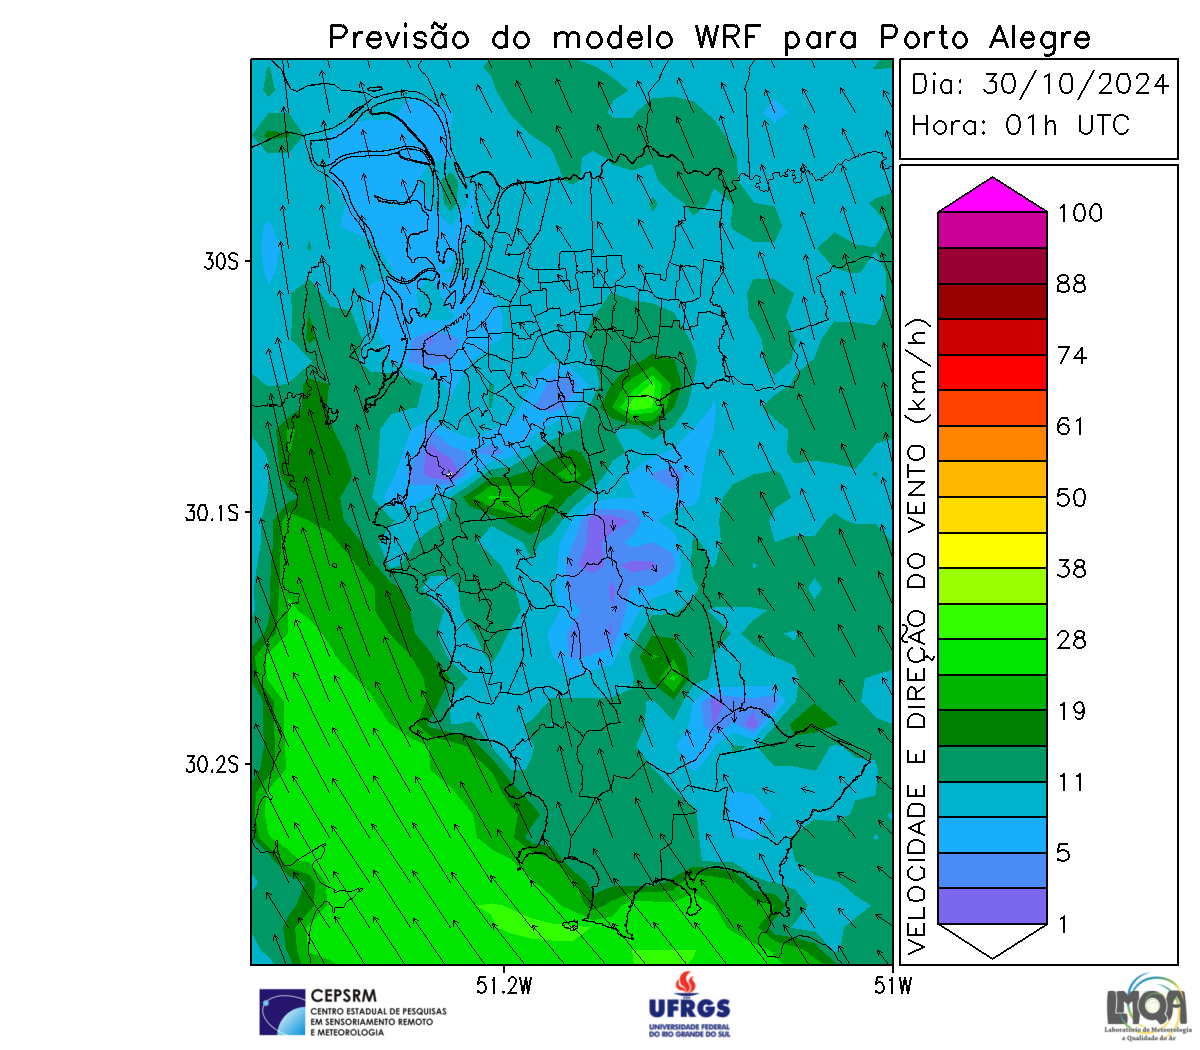 Previsão do modelo WRF para Porto Alegre
Dia: 30/10/2024
Hora: 01h UTC
30S
30.1S
30.2S
51.2W
51W
VELOCIDADE E DIREÇÃO DO VENTO (km/h)
100
88
74
61
50
38
28
19
11
5
1
CEPSRM
CENTRO ESTADUAL DE PESQUISAS
EM SENSORIAMENTO REMOTO
E METEOROLOGIA
UFRGS
UNIVERSIDADE FEDERAL
DO RIO GRANDE DO SUL
LMQA
Laboratório de Meteorologia
e Qualidade do Ar